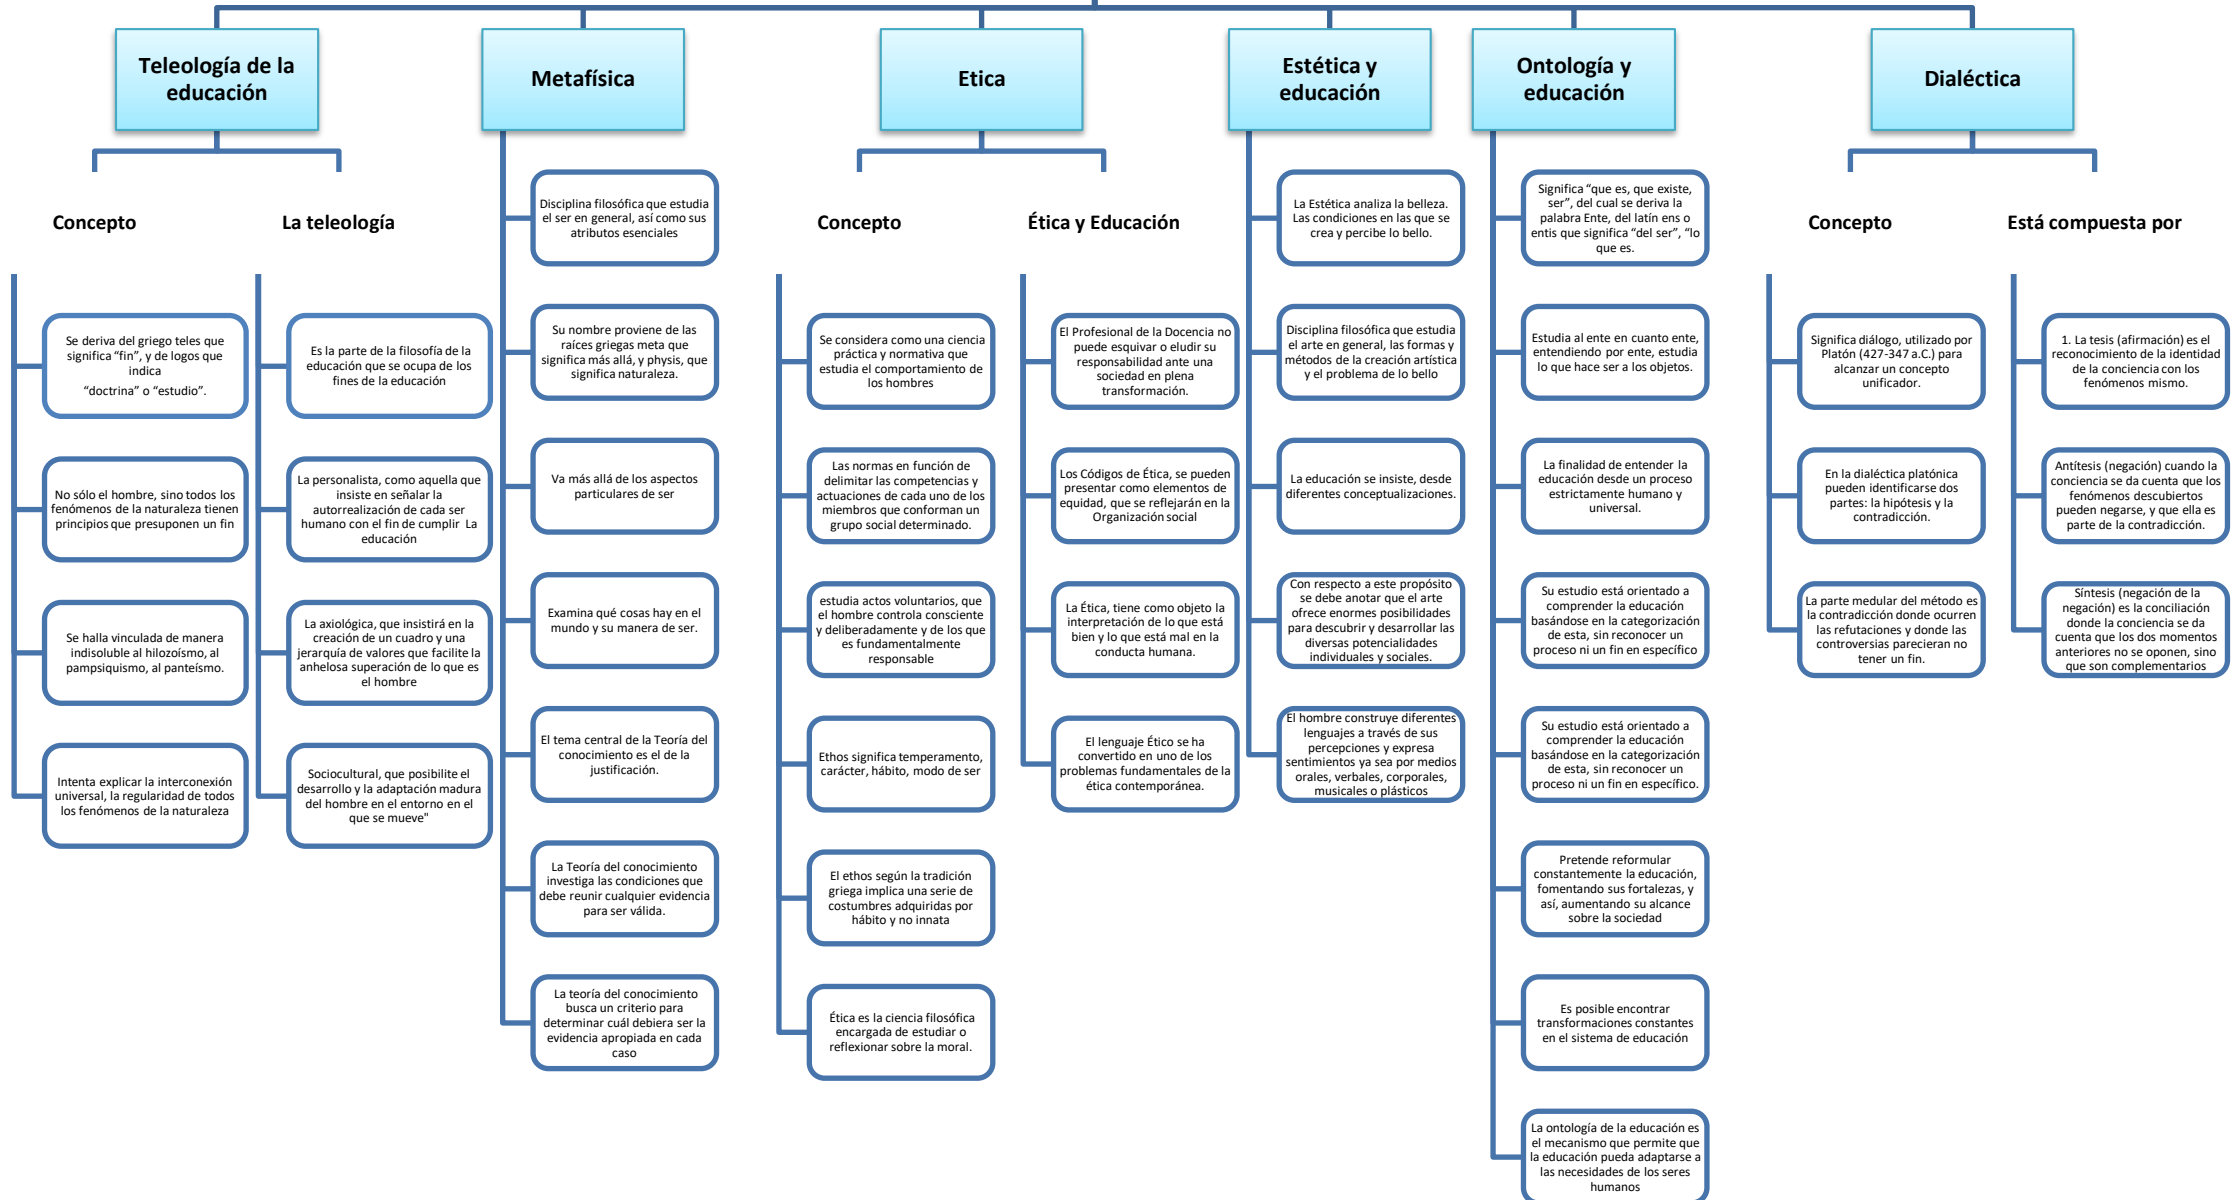 Teleología de la
educación
Concepto
Se deriva del griego teles que
significa “fin”, y de logos que
indica
“doctrina” o “estudio”.
No sólo el hombre, sino todos los
fenómenos de la naturaleza tienen
principios que presuponen un fin
Se halla vinculada de manera
indisoluble al hilozoísmo, al
pampsiquismo, al panteísmo.
Intenta explicar la interconexión
universal, la regularidad de todos
los fenómenos de la naturaleza
La teleología
Es la parte de la filosofía de la
educación que se ocupa de los
fines de la educación
La personalista, como aquella que
insiste en señalar la
autorrealización de cada ser
humano con el fin de cumplir La
educación
La axiológica, que insistirá en la
creación de un cuadro y una
jerarquía de valores que facilite la
anhelosa superación de lo que es
el hombre
Sociocultural, que posibilite el
desarrollo y la adaptación madura
del hombre en el entorno en el
que se mueve"
Metafísica
Disciplina filosófica que estudia
el ser en general, así como sus
atributos esenciales
Su nombre proviene de las
raíces griegas meta que
significa más allá, y physis, que
significa naturaleza.
Va más allá de los aspectos
particulares de ser
Examina qué cosas hay en el
mundo y su manera de ser.
El tema central de la Teoría del
conocimiento es el de la
justificación.
La Teoría del conocimiento
investiga las condiciones que
debe reunir cualquier evidencia
para ser válida.
La teoría del conocimiento
busca un criterio para
determinar cuál debiera ser la
evidencia apropiada en cada
caso
Etica
Concepto
Se considera como una ciencia
práctica y normativa que
estudia el comportamiento de
los hombres
Las normas en función de
delimitar las competencias y
actuaciones de cada uno de los
miembros que conforman un
grupo social determinado.
estudia actos voluntarios, que
el hombre controla consciente
y deliberadamente y de los que
es fundamentalmente
responsable
Ethos significa temperamento,
carácter, hábito, modo de ser
El ethos según la tradición
griega implica una serie de
costumbres adquiridas por
hábito y no innata
Ética es la ciencia filosófica
encargada de estudiar o
reflexionar sobre la moral.
Ética y Educación
El Profesional de la Docencia no
puede esquivar o eludir su
responsabilidad ante una
sociedad en plena
transformación.
Los Códigos de Ética, se pueden
presentar como elementos de
equidad, que se reflejarán en la
Organización social
La Ética, tiene como objeto la
interpretación de lo que está
bien y lo que está mal en la
conducta humana.
El lenguaje Ético se ha
convertido en uno de los
problemas fundamentales de la
ética contemporánea.
Estética y
educación
La Estética analiza la belleza.
Las condiciones en las que se
crea y percibe lo bello.
Disciplina filosófica que estudia
el arte en general, las formas y
métodos de la creación artística
y el problema de lo bello
La educación se insiste, desde
diferentes conceptualizaciones.
Con respecto a este propósito
se debe anotar que el arte
ofrece enormes posibilidades
para descubrir y desarrollar las
diversas potencialidades
individuales y sociales.
El hombre construye diferentes
lenguajes a través de sus
percepciones y expresa
sentimientos ya sea por medios
orales, verbales, corporales,
musicales o plásticos
Ontología y
educación
Significa “que es, que existe,
ser”, del cual se deriva la
palabra Ente, del latín ens o
entis que significa “del ser”, “lo
que es.
Estudia al ente en cuanto ente,
entendiendo por ente, estudia
lo que hace ser a los objetos.
La finalidad de entender la
educación desde un proceso
estrictamente humano y
universal.
Su estudio está orientado a
comprender la educación
basándose en la categorización
de esta, sin reconocer un
proceso ni un fin en específico
Su estudio está orientado a
comprender la educación
basándose en la categorización
de esta, sin reconocer un
proceso ni un fin en específico.
Pretende reformular
constantemente la educación,
fomentando sus fortalezas, y
así, aumentando su alcance
sobre la sociedad
Es posible encontrar
transformaciones constantes
en el sistema de educación
La ontología de la educación es
el mecanismo que permite que
la educación pueda adaptarse a
las necesidades de los seres
humanos
Dialéctica
Concepto
Significa diálogo, utilizado por
Platón (427-347 a.C.) para
alcanzar un concepto
unificador.
En la dialéctica platónica
pueden identificarse dos
partes: la hipótesis y la
contradicción.
La parte medular del método es
la contradicción donde ocurren
las refutaciones y donde las
controversias parecieran no
tener un fin.
Está compuesta por
1. La tesis (afirmación) es el
reconocimiento de la identidad
de la conciencia con los
fenómenos mismo.
Antítesis (negación) cuando la
conciencia se da cuenta que los
fenómenos descubiertos
pueden negarse, y que ella es
parte de la contradicción.
Síntesis (negación de la
negación) es la conciliación
donde la conciencia se da
cuenta que los dos momentos
anteriores no se oponen, sino
que son complementarios